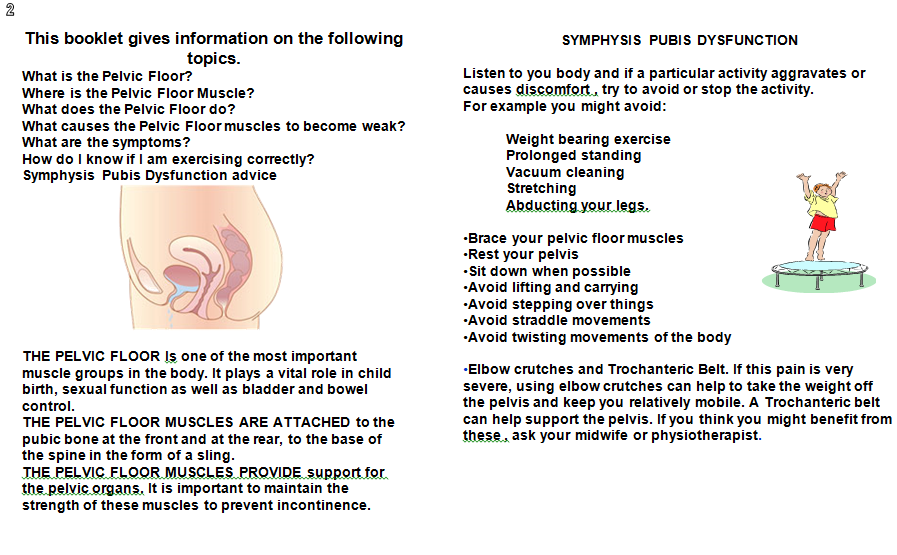 2
This booklet gives information on the following
topics.
What is the Pelvic Floor?
Where is the Pelvic Floor Muscle?
What does the Pelvic Floor do?
What causes the Pelvic Floor muscles to become weak?
What are the symptoms?
How do I know if I am exercising correctly?
Symphysis Pubis Dysfunction advice
THE PELVIC FLOOR Is one of the most important
muscle groups in the body. It plays a vital role in child
birth, sexual function as well as bladder and bowel
control.
THE PELVIC FLOOR MUSCLES ARE ATTACHED to the
pubic bone at the front and at the rear, to the base of
the spine in the form of a sling.
THE PELVIC FLOOR MUSCLES PROVIDE support for
the pelvic organs. It is important to maintain the
strength of these muscles to prevent incontinence.
SYMPHYSIS PUBIS DYSFUNCTION
Listen to you body and if a particular activity aggravates or
causes discomfort , try to avoid or stop the activity.
For example you might avoid:
Weight bearing exercise
Prolonged standing
Vacuum cleaning
Stretching
Abducting your legs.
•Brace your pelvic floor muscles
•Rest your pelvis
•Sit down when possible
•Avoid lifting and carrying
•Avoid stepping over things
•Avoid straddle movements
•Avoid twisting movements of the body
•Elbow crutches and Trochanteric Belt. If this pain is very
severe, using elbow crutches can help to take the weight off
the pelvis and keep you relatively mobile. A Trochanteric belt
can help support the pelvis. If you think you might benefit from
these , ask your midwife or physiotherapist.